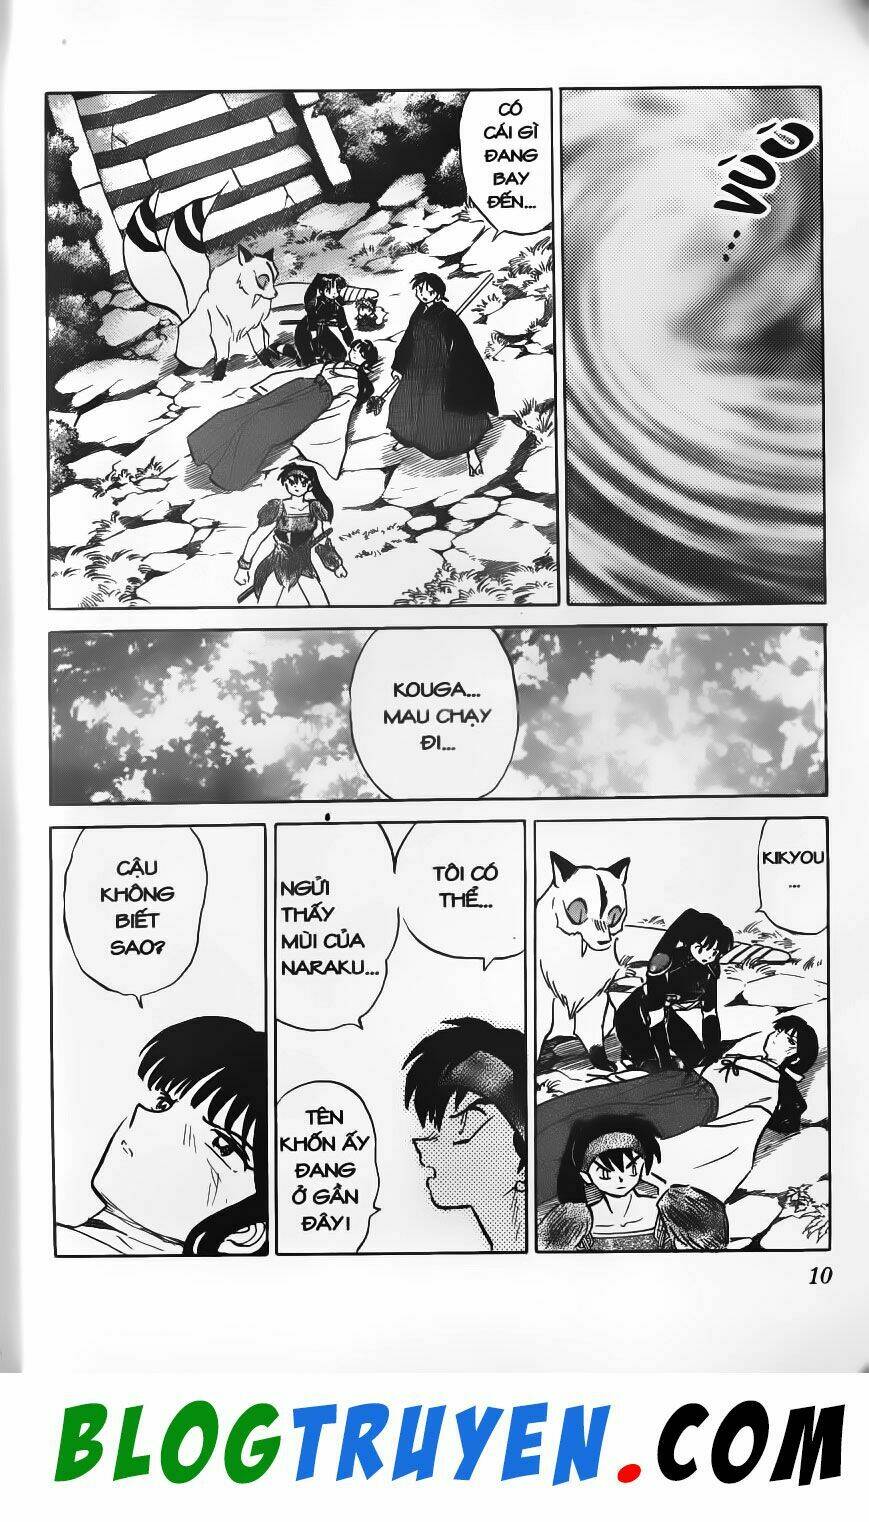 ... VÙÙ
CÓ
CÁI GÌ
ĐANG
BAY
ĐẾN...
KOUGA...
MAU CHẠY
ĐI...
KIKYOU
...
TÔI CÓ
THỂ...
NGỬI
THẤY
MÙI CỦA
NARAKU...
TÊN
KHỐN ẤY
ĐANG
Ở GẦN
ĐÂY!
CẬU
KHÔNG
BIẾT
SAO?
10
BLOGTRUYEN.COM